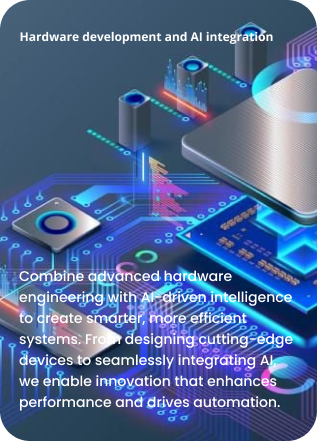 Hardware development and AI integration
Combine advanced hardware
engineering with AI-driven intelligence
to create smarter, more efficient
systems. From designing cutting-edge
devices to seamlessly integrating AI,
we enable innovation that enhances
performance and drives automation.